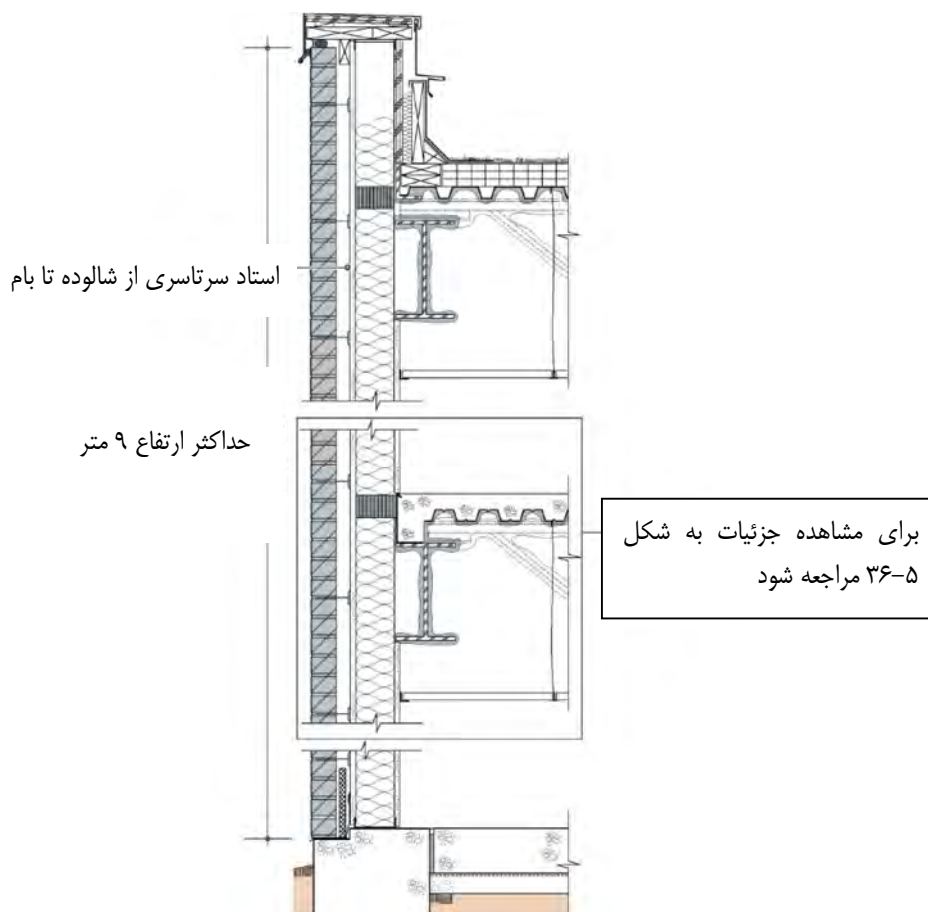 استاد سرتاسری از شالوده تا بام
حداکثر ارتفاع ۹ متر
برای مشاهده جزئیات به شکل
۵-۳۶ مراجعه شود